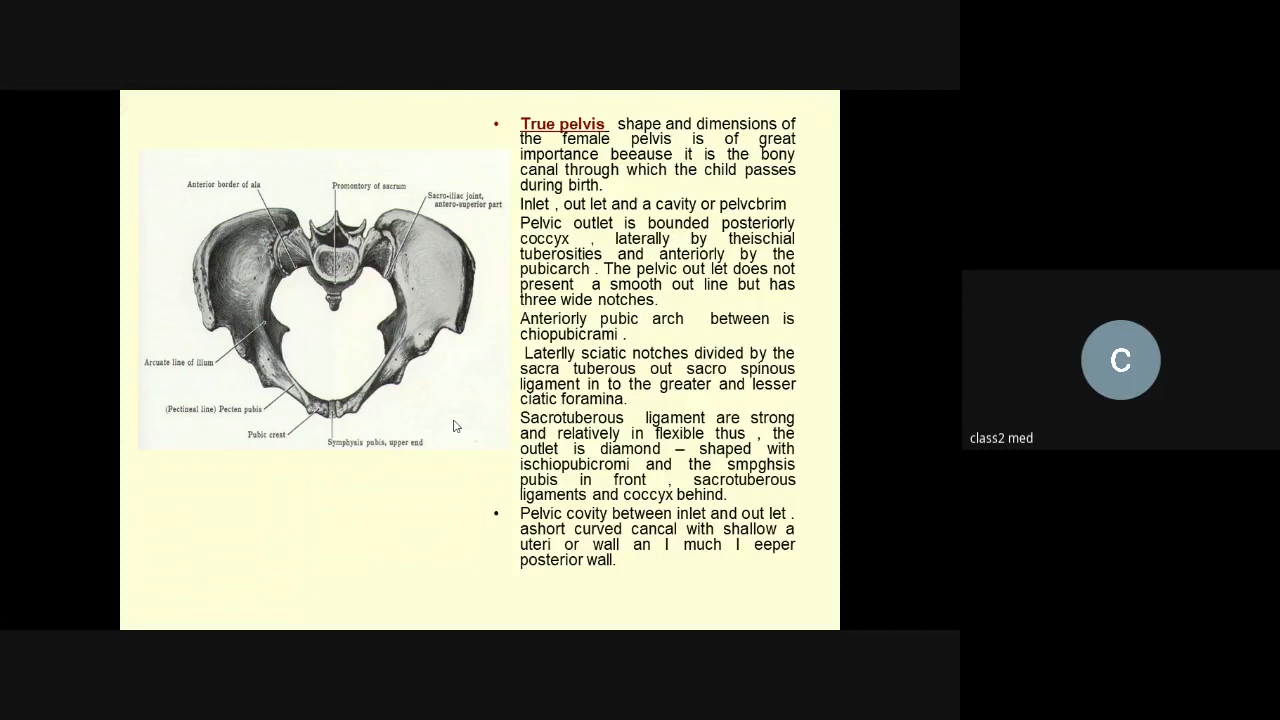 Anterior border of ala
Promontory of sacrum
Sacro-iliac joint,
antero-superior part
Arcuate line of ilium
(Pectineal line) Pecten pubis
Pubic crest
Symphysis pubis, upper end
• True pelvis shape and dimensions of
the female pelvis is of great
importance beeause it is the bony
canal through which the child passes
during birth.
Inlet , out let and a cavity or pelvcbrim
Pelvic outlet is bounded posteriorly
coccyx , laterally by theischial
tuberosities and anteriorly by the
pubicarch . The pelvic out let does not
present a smooth out line but has
three wide notches.
Anteriorly pubic arch between is
chiopubicrami .
Laterlly sciatic notches divided by the
sacra tuberous out sacro spinous
ligament in to the greater and lesser
ciatic foramina.
Sacrotuberous ligament are strong
and relatively in flexible thus , the
outlet is diamond – shaped with
ischiopubicromi and the smpghsis
pubis in front , sacrotuberous
ligaments and coccyx behind.
• Pelvic covity between inlet and out let .
ashort curved cancal with shallow a
uteri or wall an I much I eeper
posterior wall.
C
class2 med